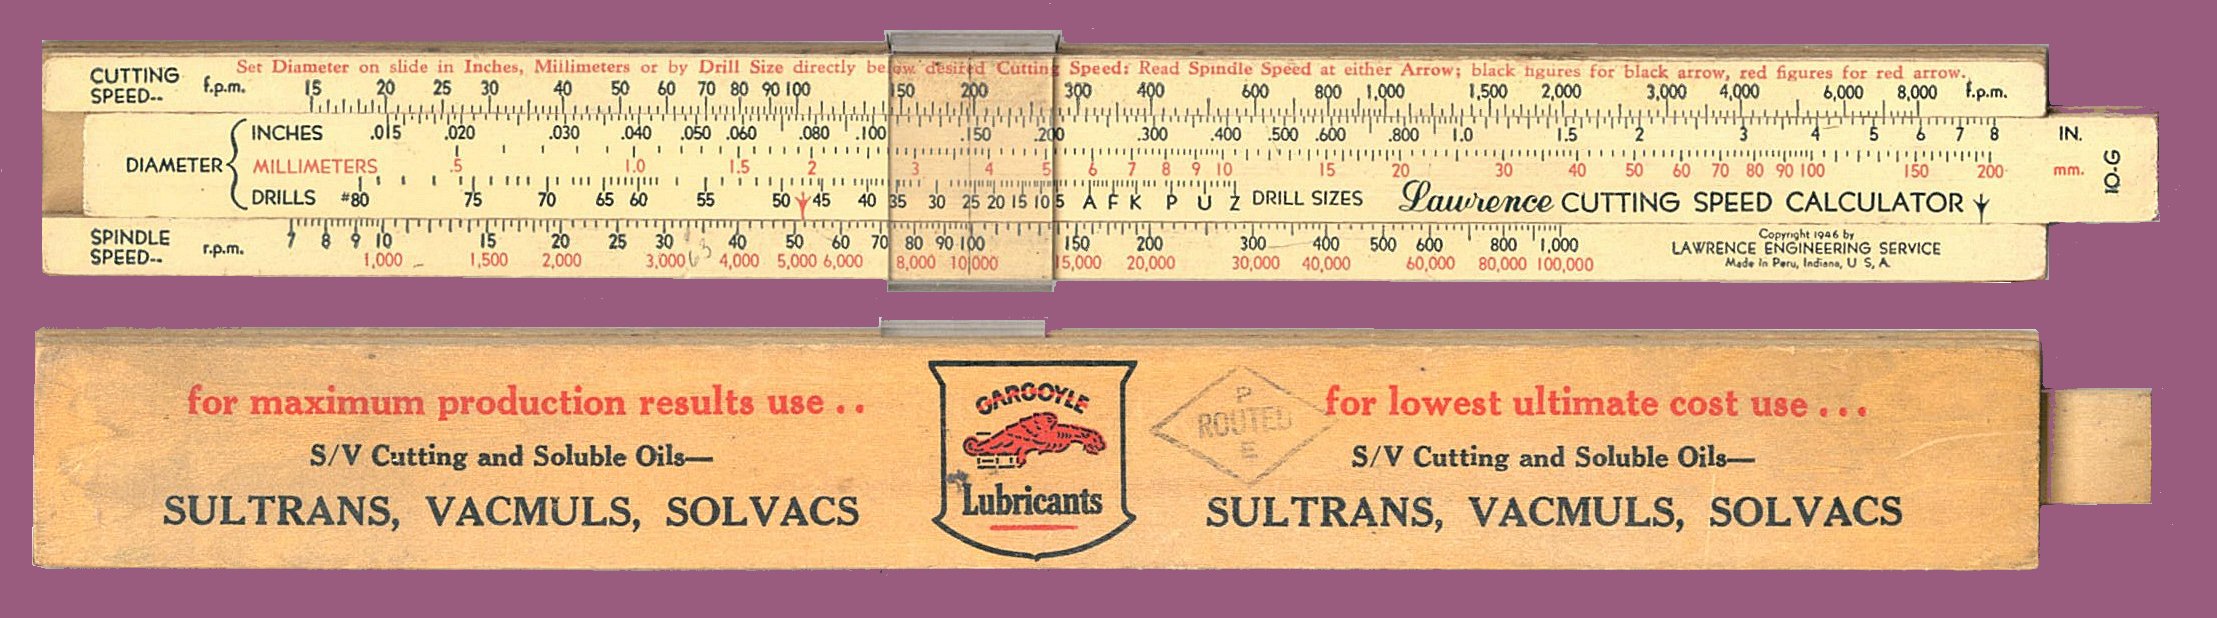 Set Diameter on slide in Inches, Millimeters or by Drill Size directly below desired Cutting Speed: Read Spindle Speed at either Arrow; black figures for black arrow, red figures for red arrow.
CUTTING SPEED-- f.p.m. 15 20 25 30 40 50 60 70 80 90 100 150 200 300 400 600 800 1,000 1,500 2,000 3,000 4,000 6,000 8,000 f.p.m.
DIAMETER
INCHES .015 .020 .030 .040 .050 .060 .080 .100 .150 .200 .300 .400 .500 .600 .800 1.0 1.5 2 3 4 5 6 7 8 IN.
MILLIMETERS .5 1.0 1.5 2 3 4 5 6 7 8 9 10 15 20 30 40 50 60 70 80 90 100 150 200 mm.
DRILLS #80 75 70 65 60 55 50 45 40 35 30 25 20 15 10 5 A F K P U Z DRILL SIZES Lawrence CUTTING SPEED CALCULATOR
10-G
SPINDLE SPEED-- r.p.m. 7 8 9 10 15 20 25 30 40 50 60 70 80 90 100 150 200 300 400 500 600 800 1,000
1,000 1,500 2,000 3,000 4,000 5,000 6,000 8,000 10,000 15,000 20,000 30,000 40,000 60,000 80,000 100,000
63
Copyright 1946 by
LAWRENCE ENGINEERING SERVICE
Made in Peru, Indiana, U. S. A.
for maximum production results use . .
S/V Cutting and Soluble Oils—
SULTRANS, VACMULS, SOLVACS
GARGOYLE
Lubricants
P
ROUTED
E
for lowest ultimate cost use . . .
S/V Cutting and Soluble Oils—
SULTRANS, VACMULS, SOLVACS